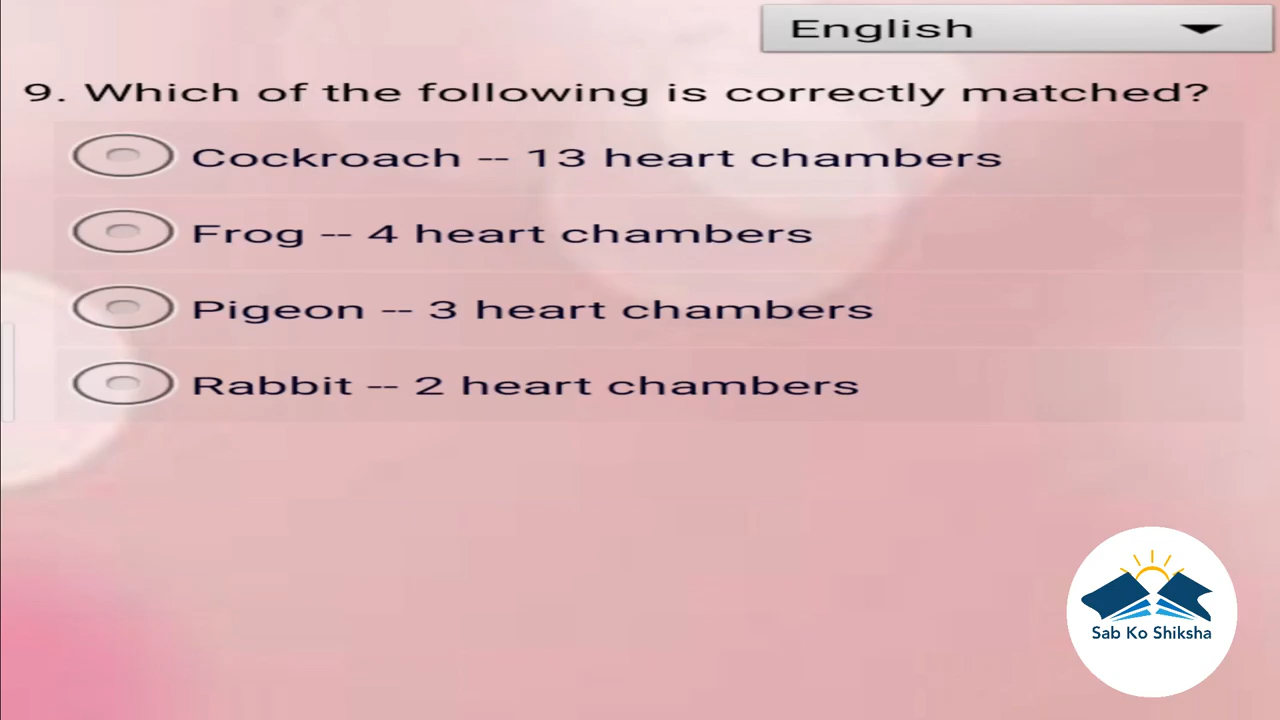 English
9. Which of the following is correctly matched?
Cockroach -- 13 heart chambers
Frog -- 4 heart chambers
Pigeon -- 3 heart chambers
Rabbit -- 2 heart chambers
Sab Ko Shiksha